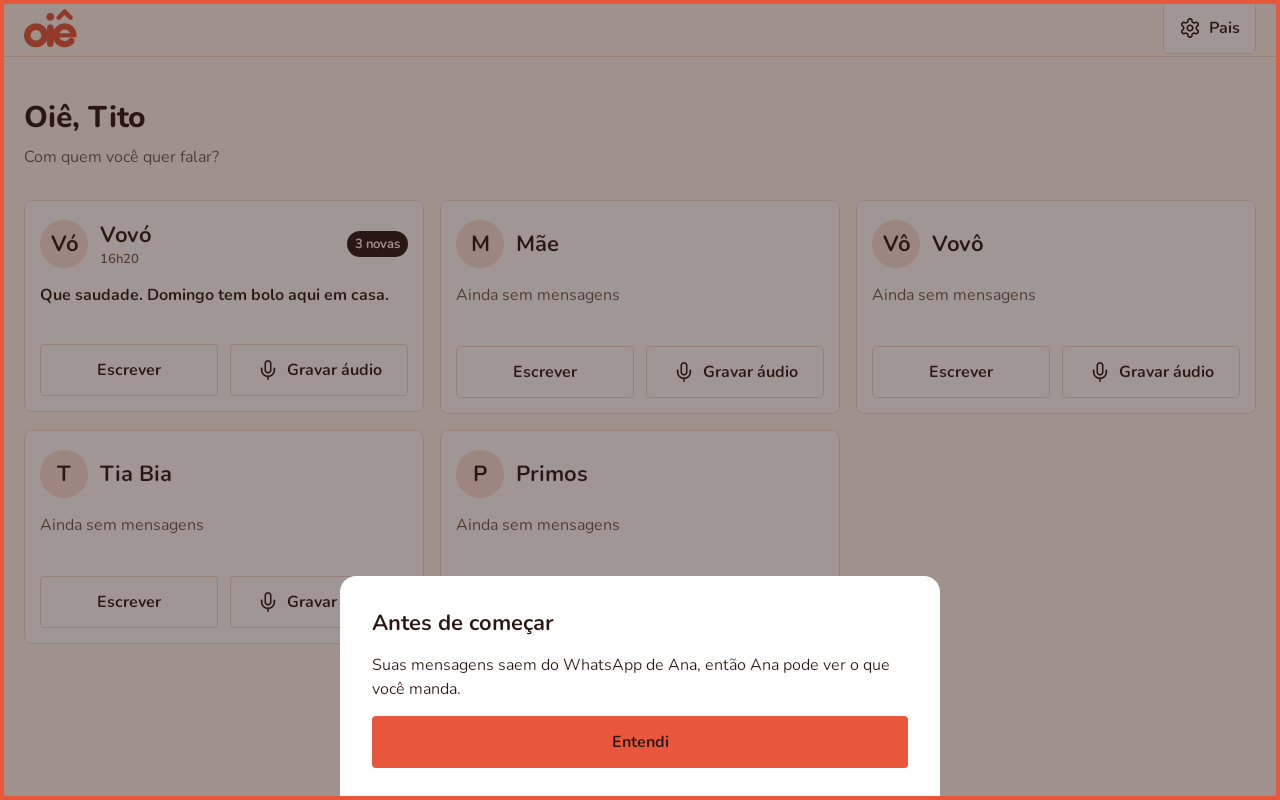 oiê
Pais
Oiê, Tito
Com quem você quer falar?
Vó
Vovó
16h20
3 novas
Que saudade. Domingo tem bolo aqui em casa.
Escrever
Gravar áudio
M
Mãe
Ainda sem mensagens
Escrever
Gravar áudio
Vô
Vovô
Ainda sem mensagens
Escrever
Gravar áudio
T
Tia Bia
Ainda sem mensagens
Escrever
Gravar
P
Primos
Ainda sem mensagens
Antes de começar
Suas mensagens saem do WhatsApp de Ana, então Ana pode ver o que
você manda.
Entendi